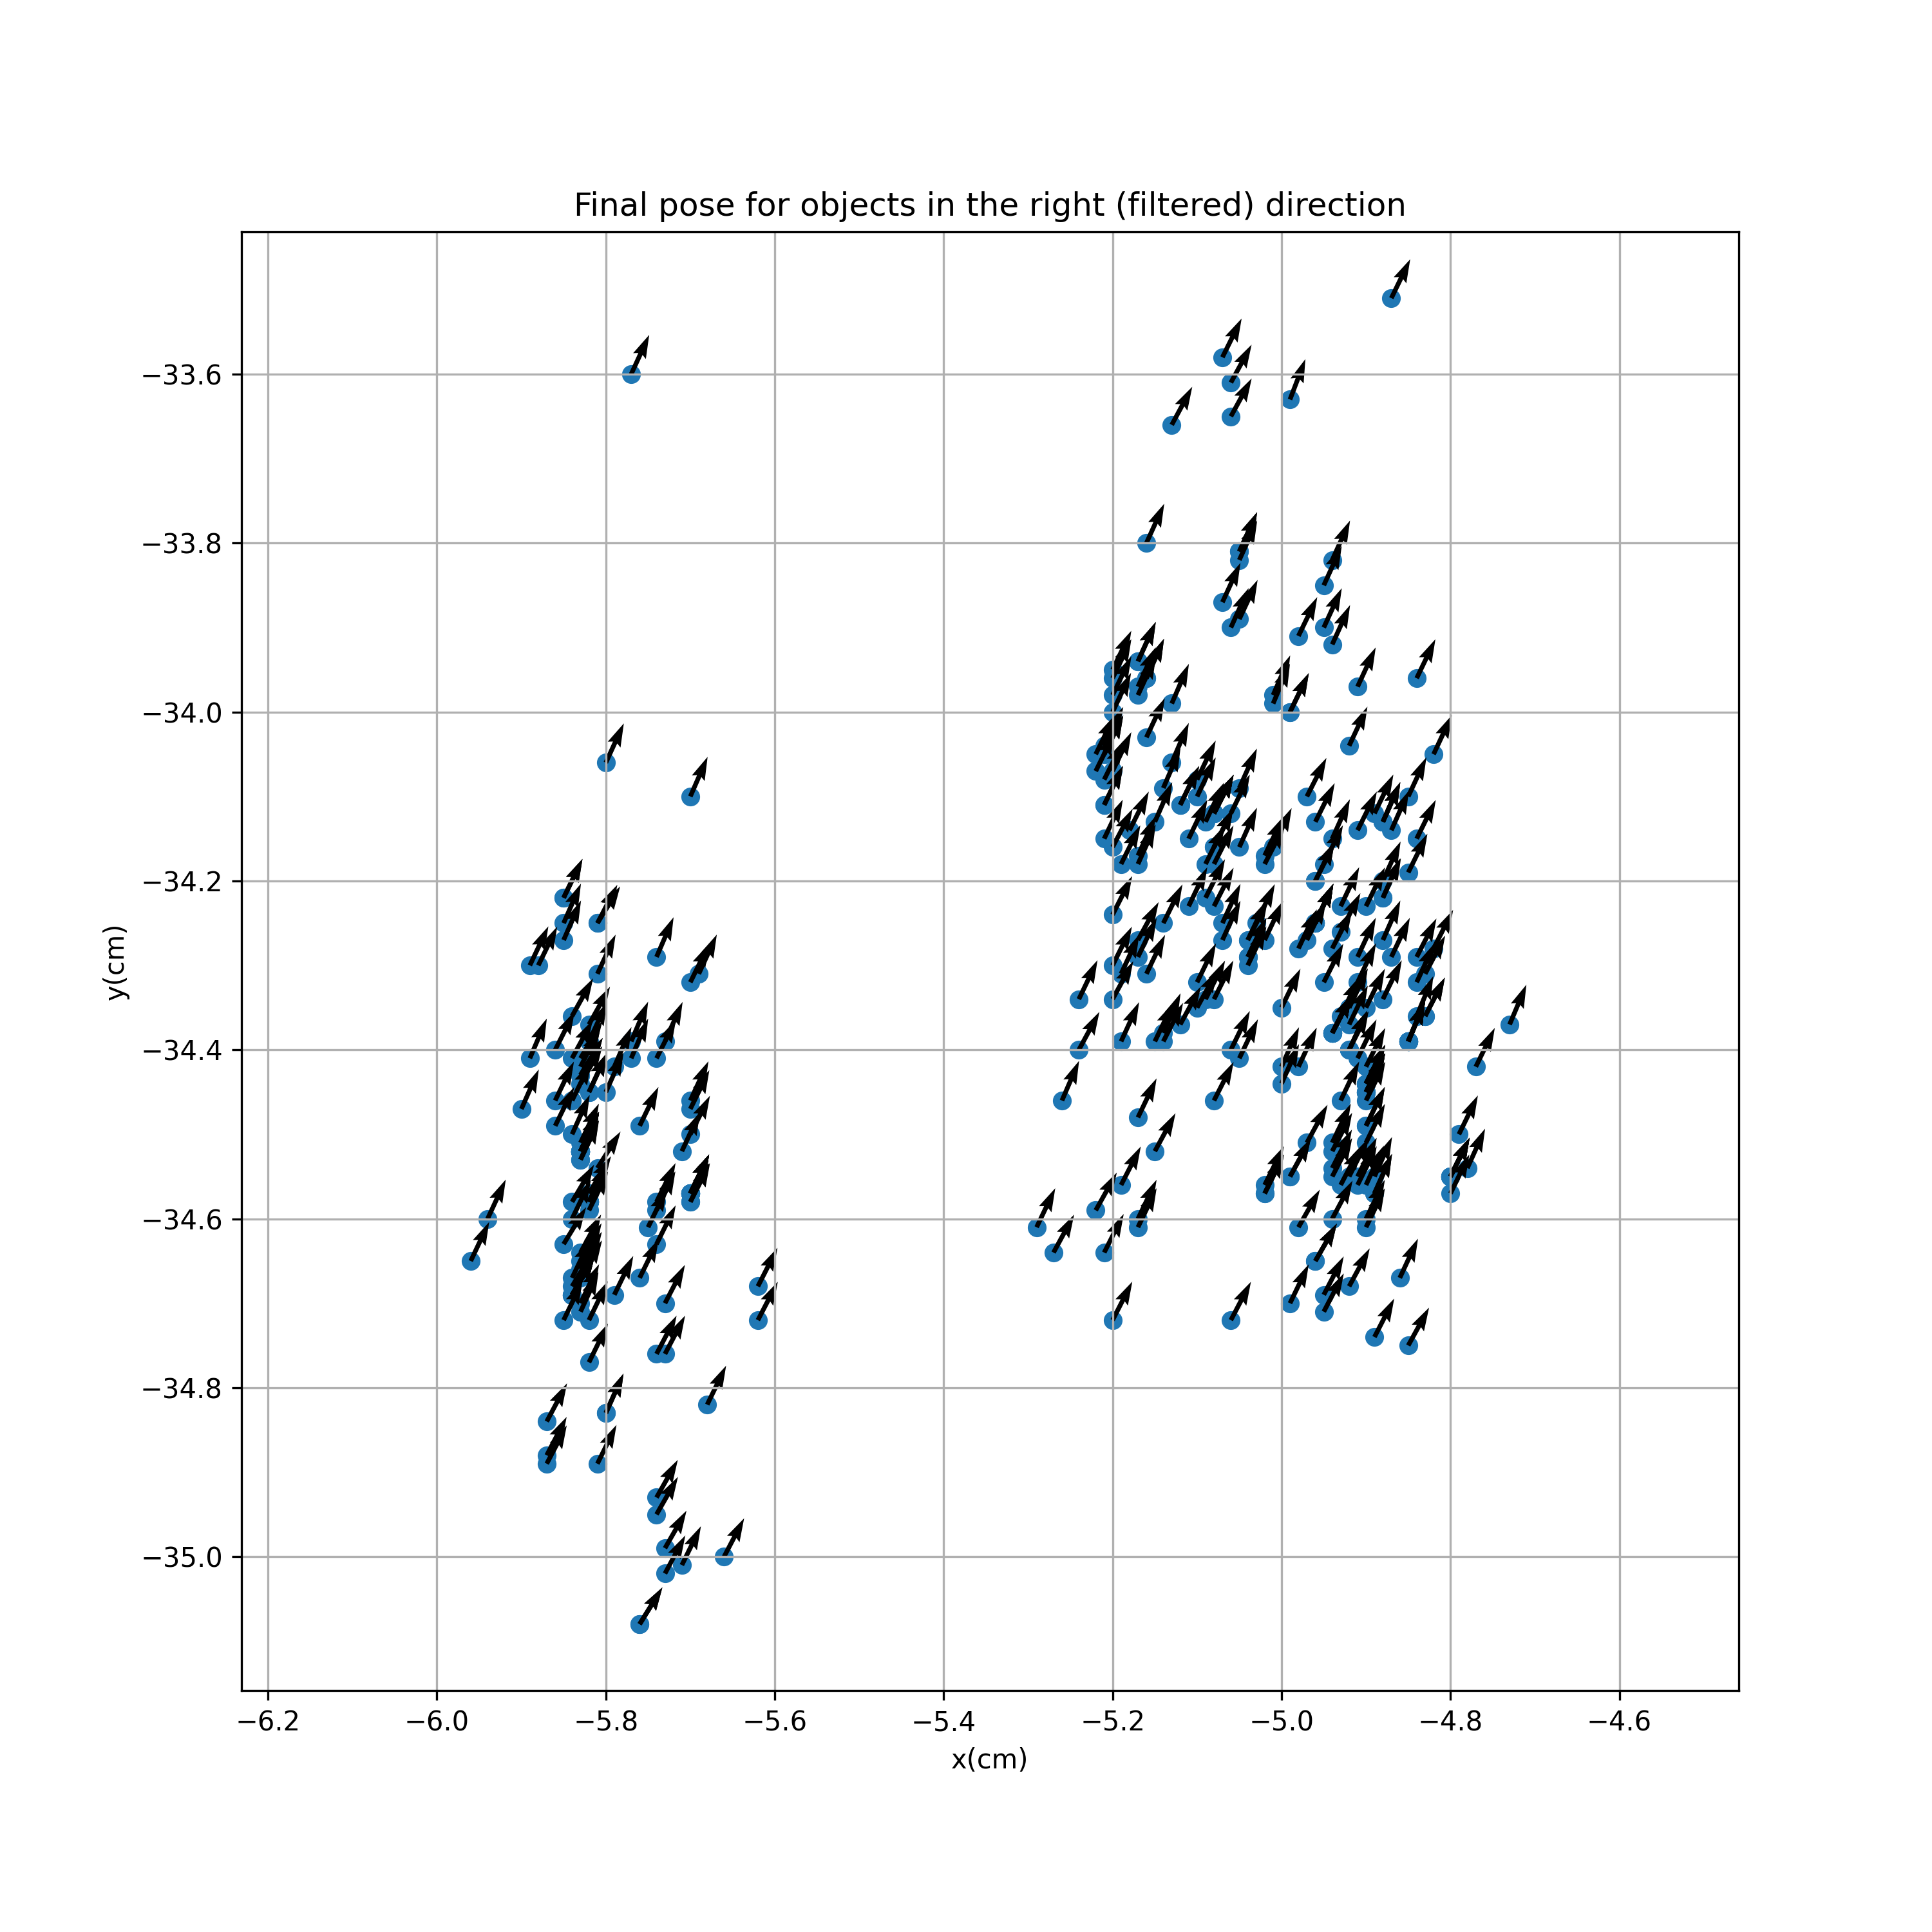 Final pose for objects in the right (filtered) direction
y(cm)
−33.6
−33.8
−34.0
−34.2
−34.4
−34.6
−34.8
−35.0
−6.2 −6.0 −5.8 −5.6 −5.4 −5.2 −5.0 −4.8 −4.6
x(cm)